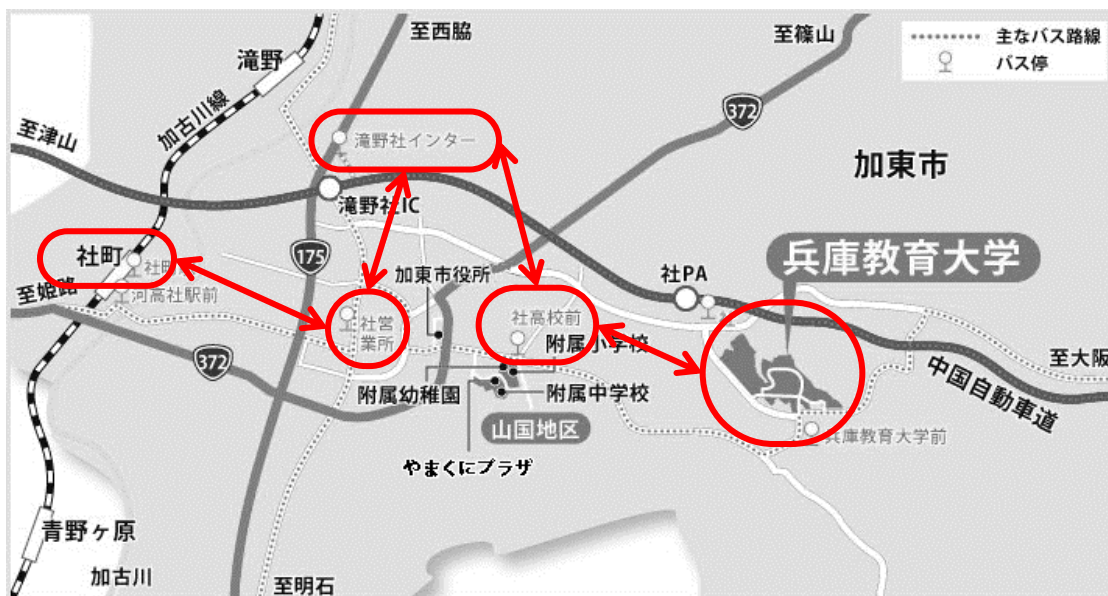 至西脇
至篠山
主なバス路線
バス停
滝野
372
加古川線
至津山
滝野社インター
加東市
滝野社IC
社町
社町
175
加東市役所
社PA
兵庫教育大学
至姫路
河高社駅前
社営
業所
社高校前
附属小学校
372
至大阪
中国自動車道
附属幼稚園
附属中学校
山国地区
兵庫教育大学前
やまくにプラザ
青野ヶ原
加古川
至明石